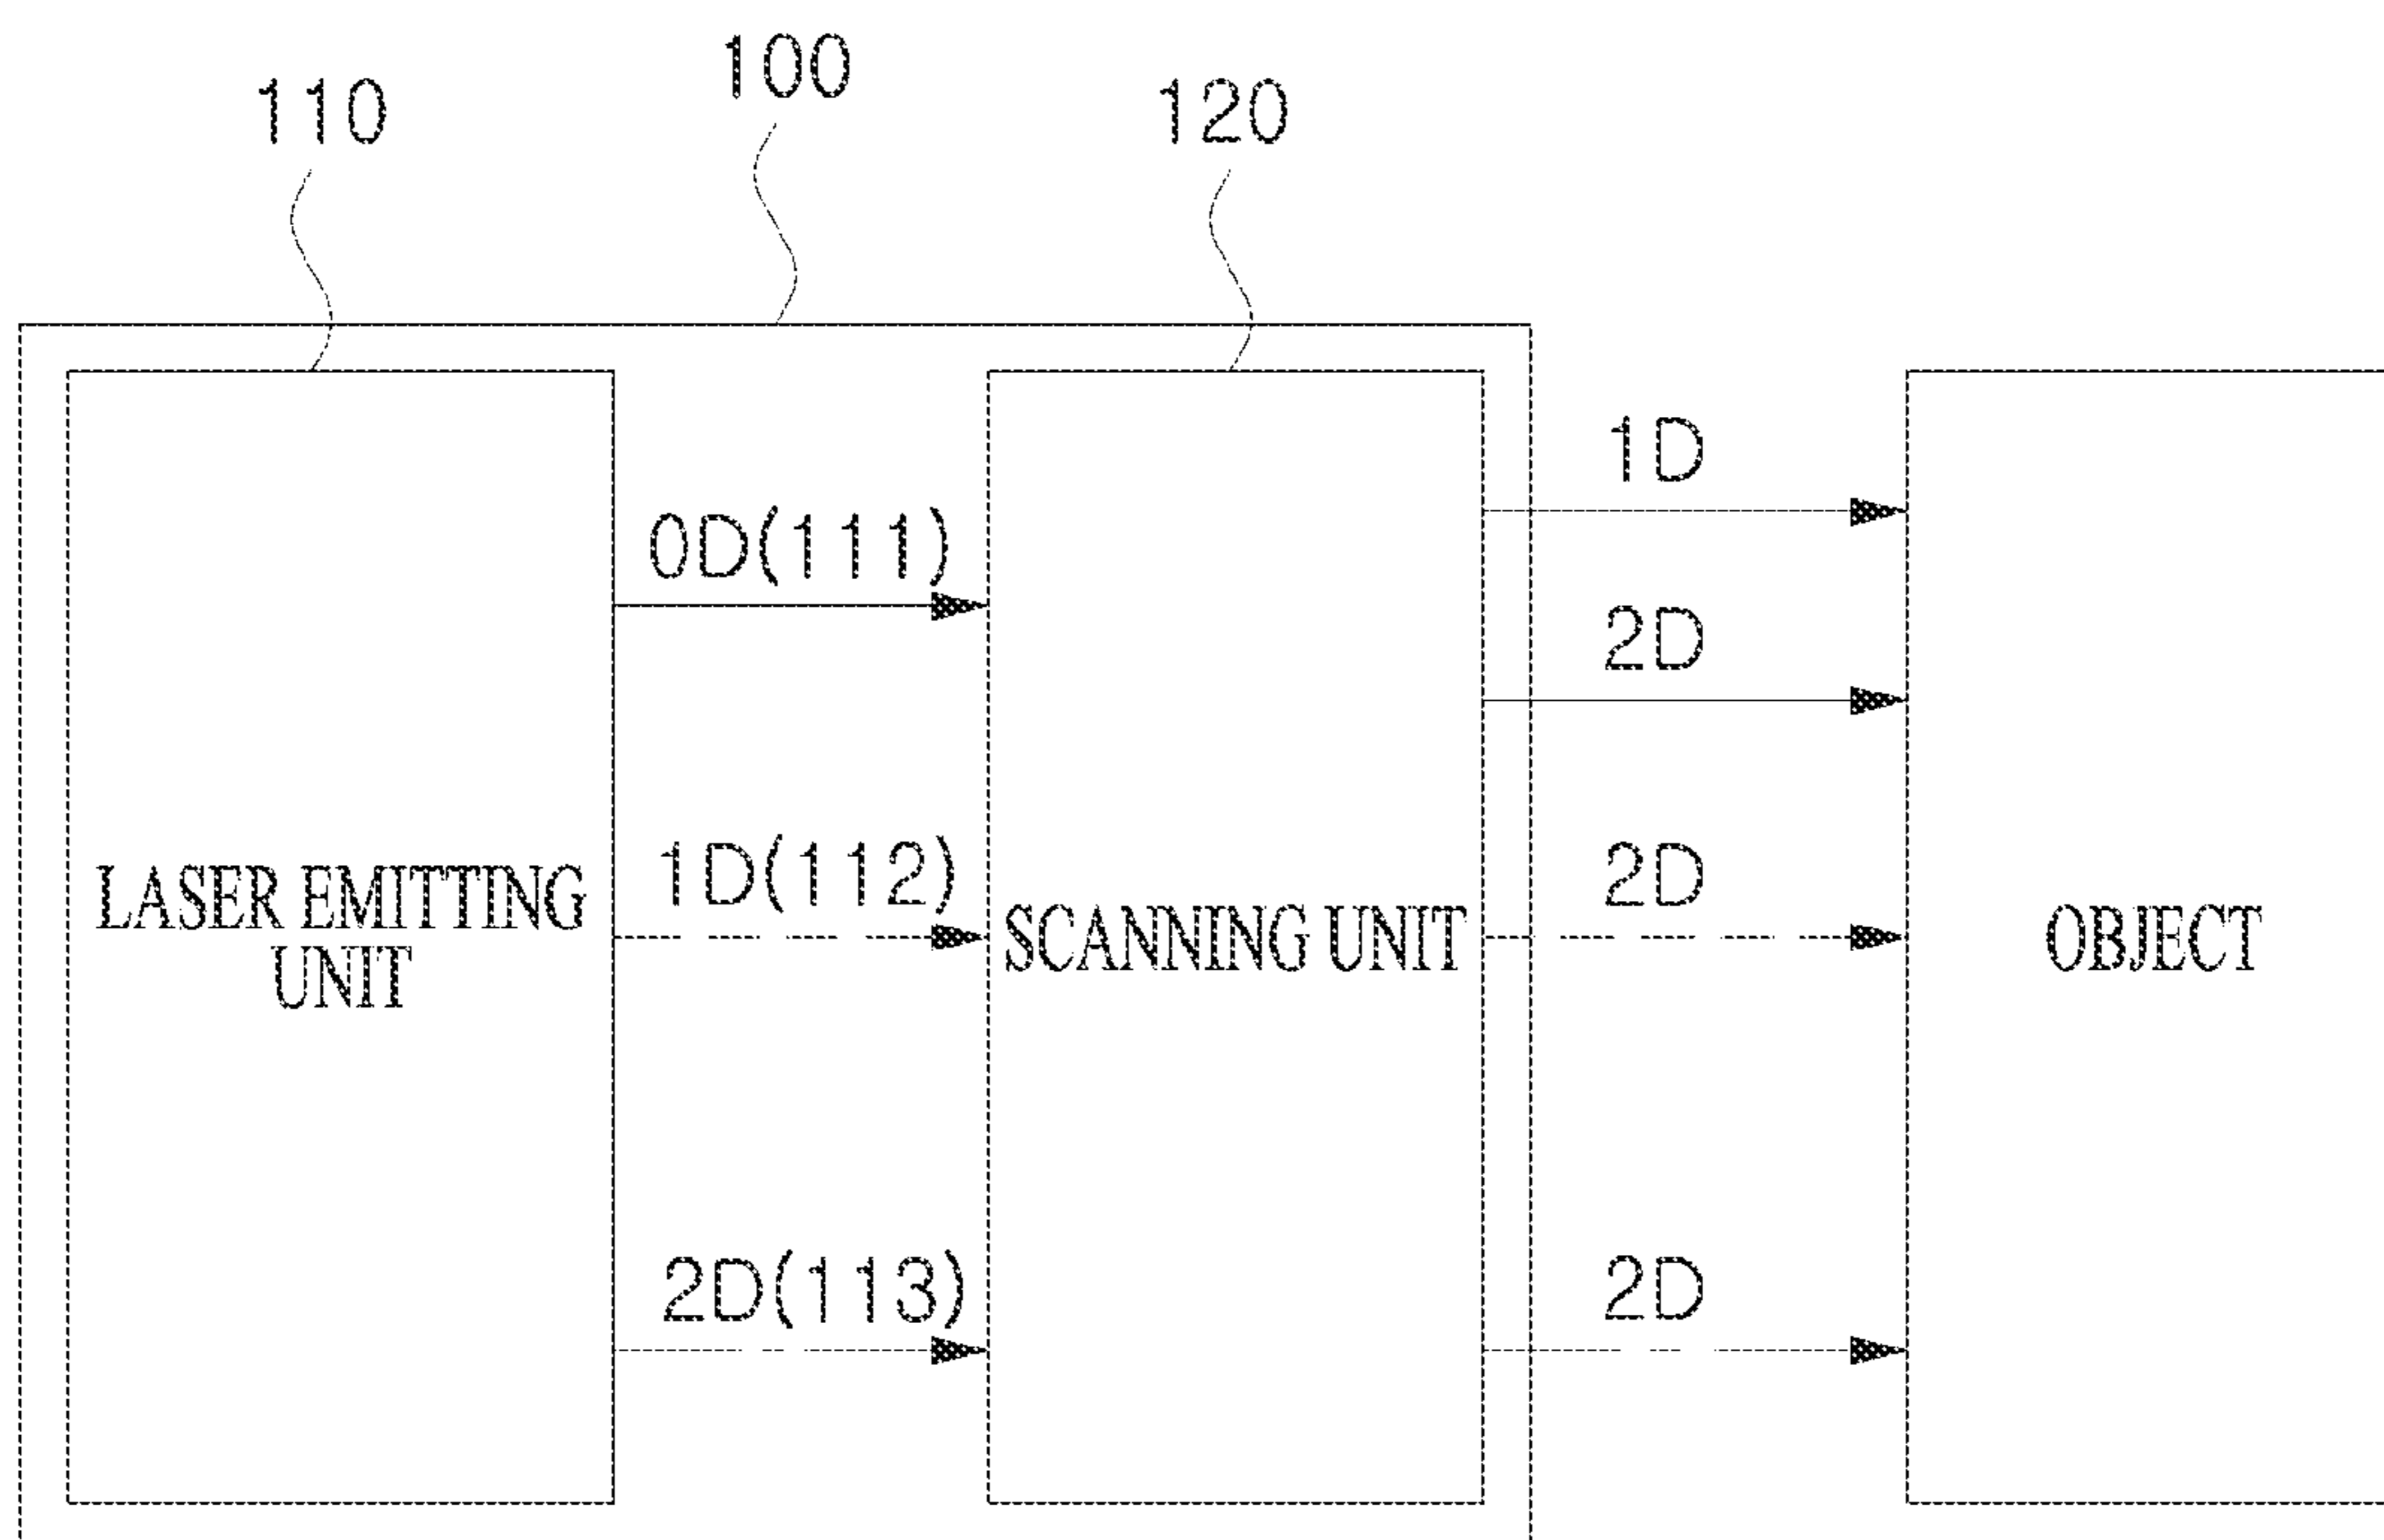 100
110
120
1D
0D(111)
2D
1D(112)
2D
LASER EMITTING
UNIT
SCANNING UNIT
OBJECT
2D(113)
2D